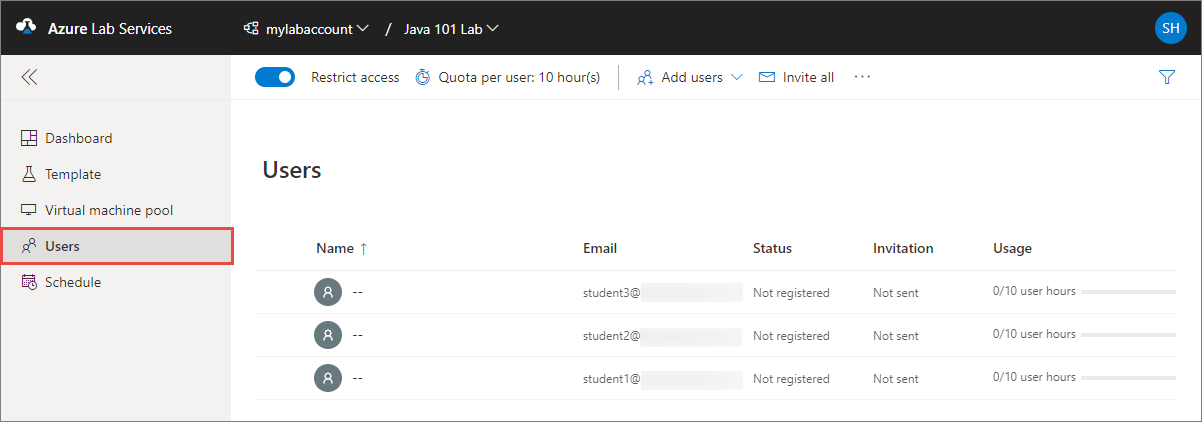 Azure Lab Services mylabaccount / Java 101 Lab SH
Restrict access Quota per user: 10 hour(s) Add users Invite all ...
Dashboard
Template
Virtual machine pool
Users
Schedule
Users
Name ↑ Email Status Invitation Usage
-- student3@ Not registered Not sent 0/10 user hours
-- student2@ Not registered Not sent 0/10 user hours
-- student1@ Not registered Not sent 0/10 user hours